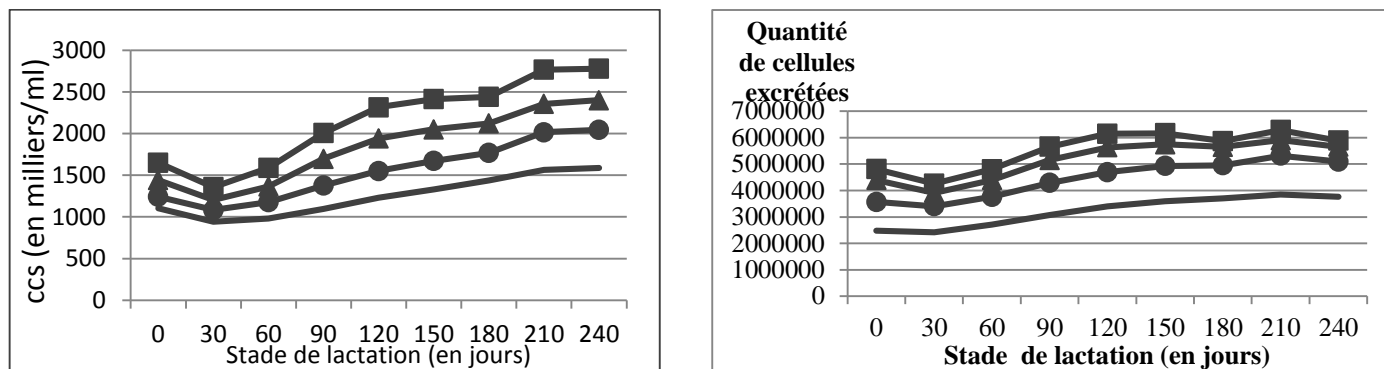 3000
2500
2000
1500
1000
500
0
ccs (en milliers/ml)
0 30 60 90 120 150 180 210 240
Stade de lactation (en jours)
Quantité
de cellules
excrétées
7000000
6000000
5000000
4000000
3000000
2000000
1000000
0
0 30 60 90 120 150 180 210 240
Stade de lactation (en jours)